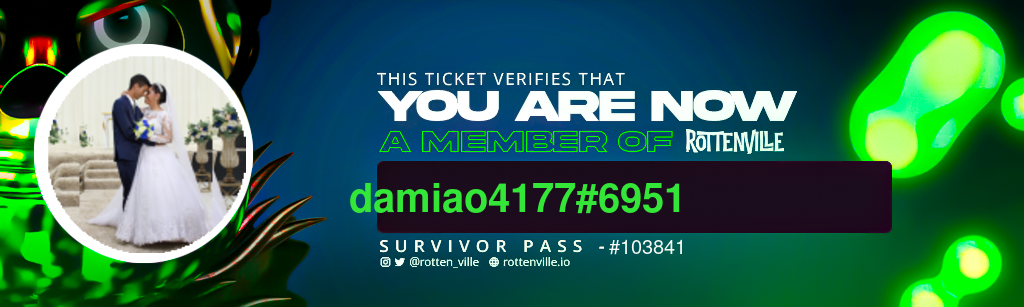 THIS TICKET VERIFIES THAT
YOU ARE NOW
A MEMBER OF ROTTENVILLE
damiao4177#6951
SURVIVOR PASS - #103841
@rotten_ville rottenville.io